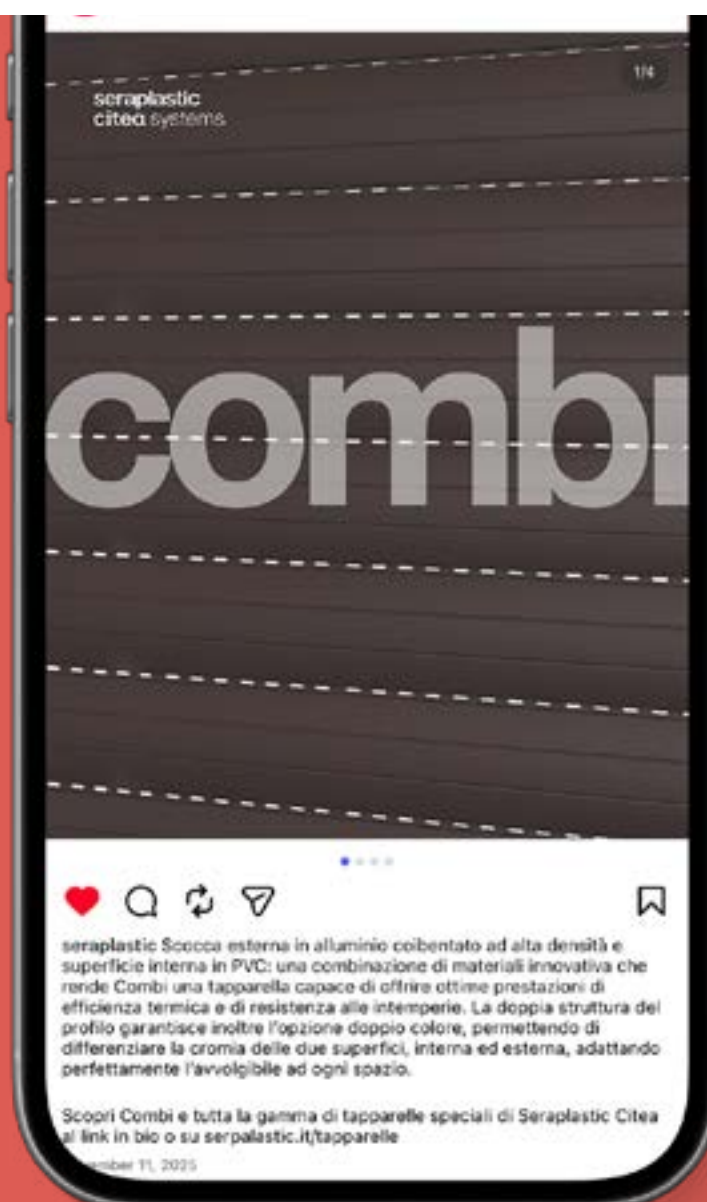 1/4
seraplastic
citea systems
combi
seraplastic Scocca esterna in alluminio coibentato ad alta densità e
superficie interna in PVC: una combinazione di materiali innovativa che
rende Combi una tapparella capace di offrire ottime prestazioni di
efficienza termica e di resistenza alle intemperie. La doppia struttura del
profilo garantisce inoltre l'opzione doppio colore, permettendo di
differenziare la cromia delle due superfici, interna ed esterna, adattando
perfettamente l'avvolgibile ad ogni spazio.
Scopri Combi e tutta la gamma di tapparelle speciali di Seraplastic Citea
al link in bio o su serpalastic.it/tapparelle
11, 2025